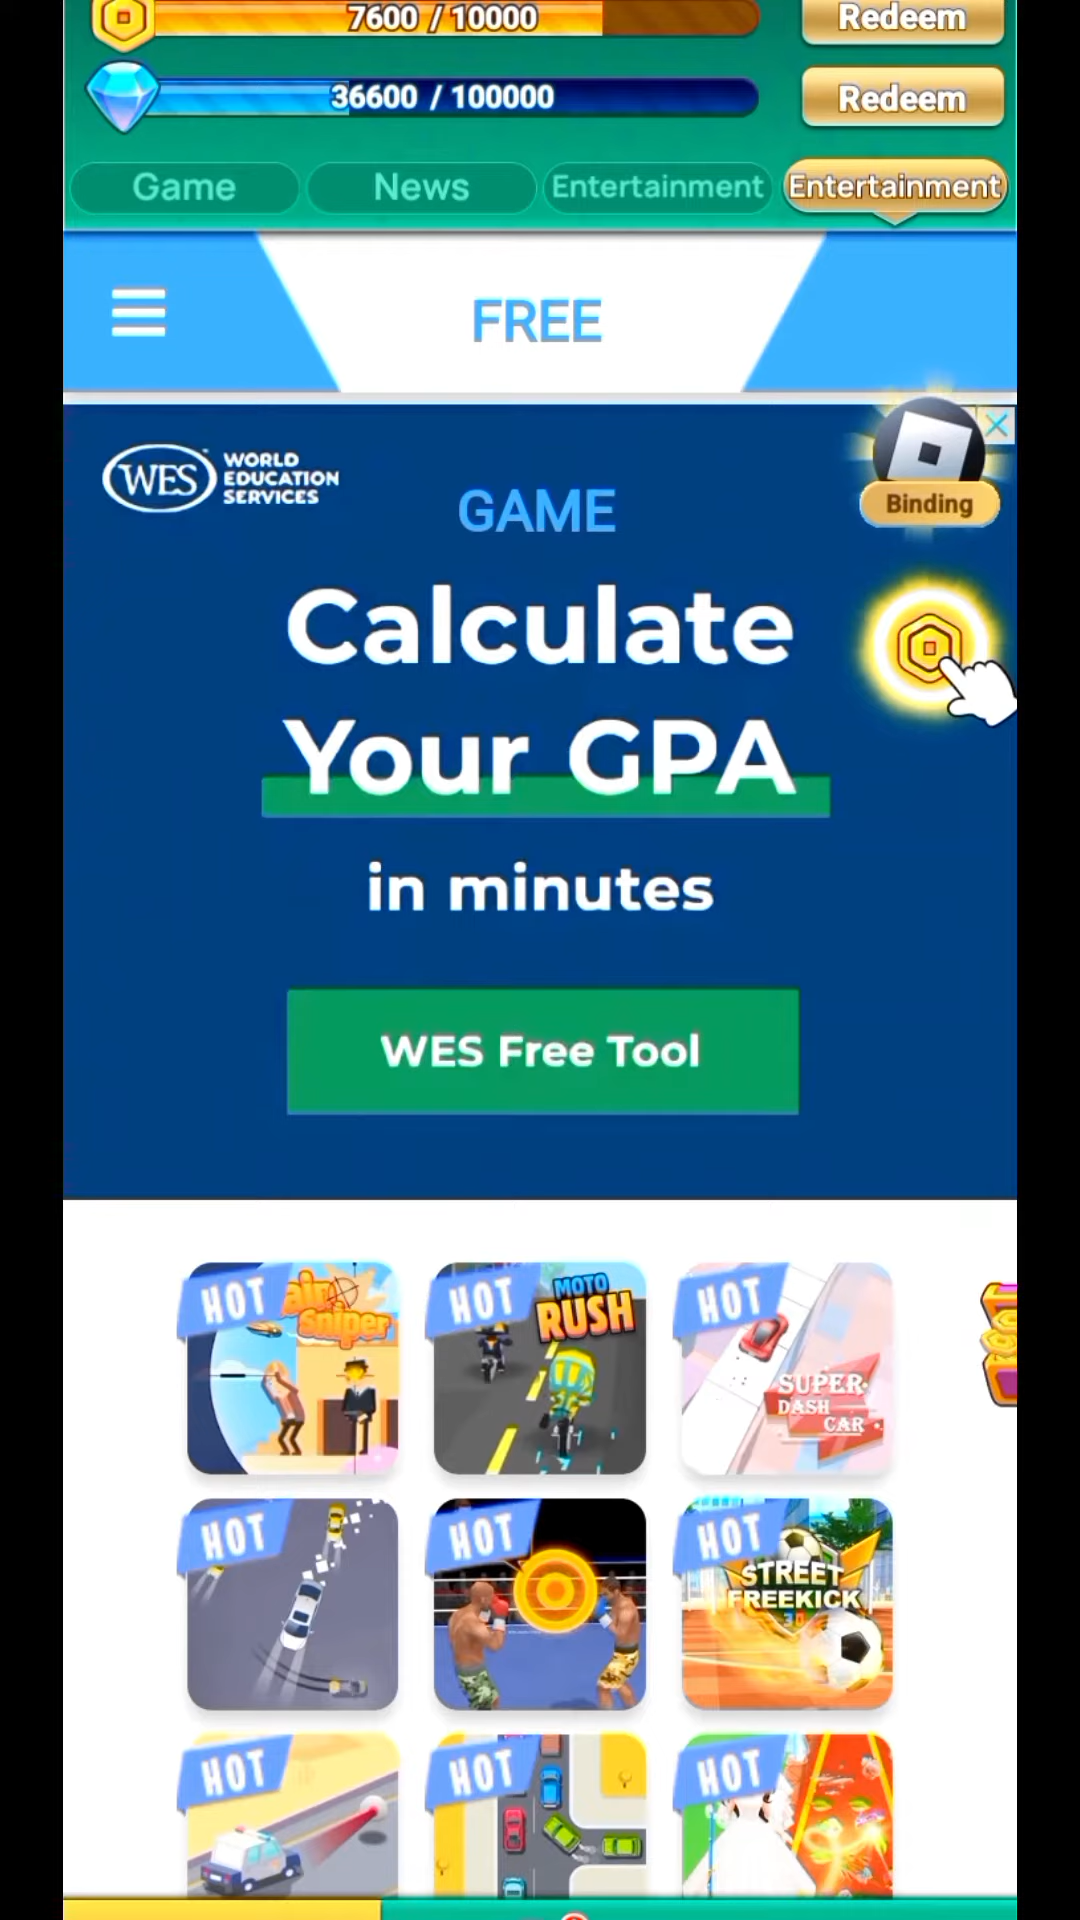 7600 / 10000
Redeem
36600 / 100000
Redeem
Game
News
Entertainment
Entertainment
FREE
WES
WORLD
EDUCATION
SERVICES
GAME
Binding
Calculate
Your GPA
in minutes
WES Free Tool
HOT
sniper
HOT
MOTO
RUSH
HOT
SUPER
DASH
CAR
HOT
HOT
HOT
STREET
FREEKICK
3D
HOT
HOT
HOT